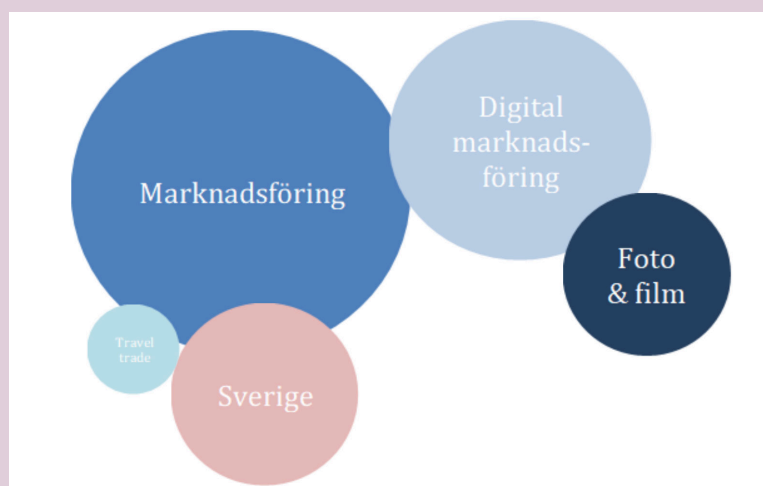 Marknadsföring
Digital
marknads-
föring
Foto
& film
Travel
trade
Sverige